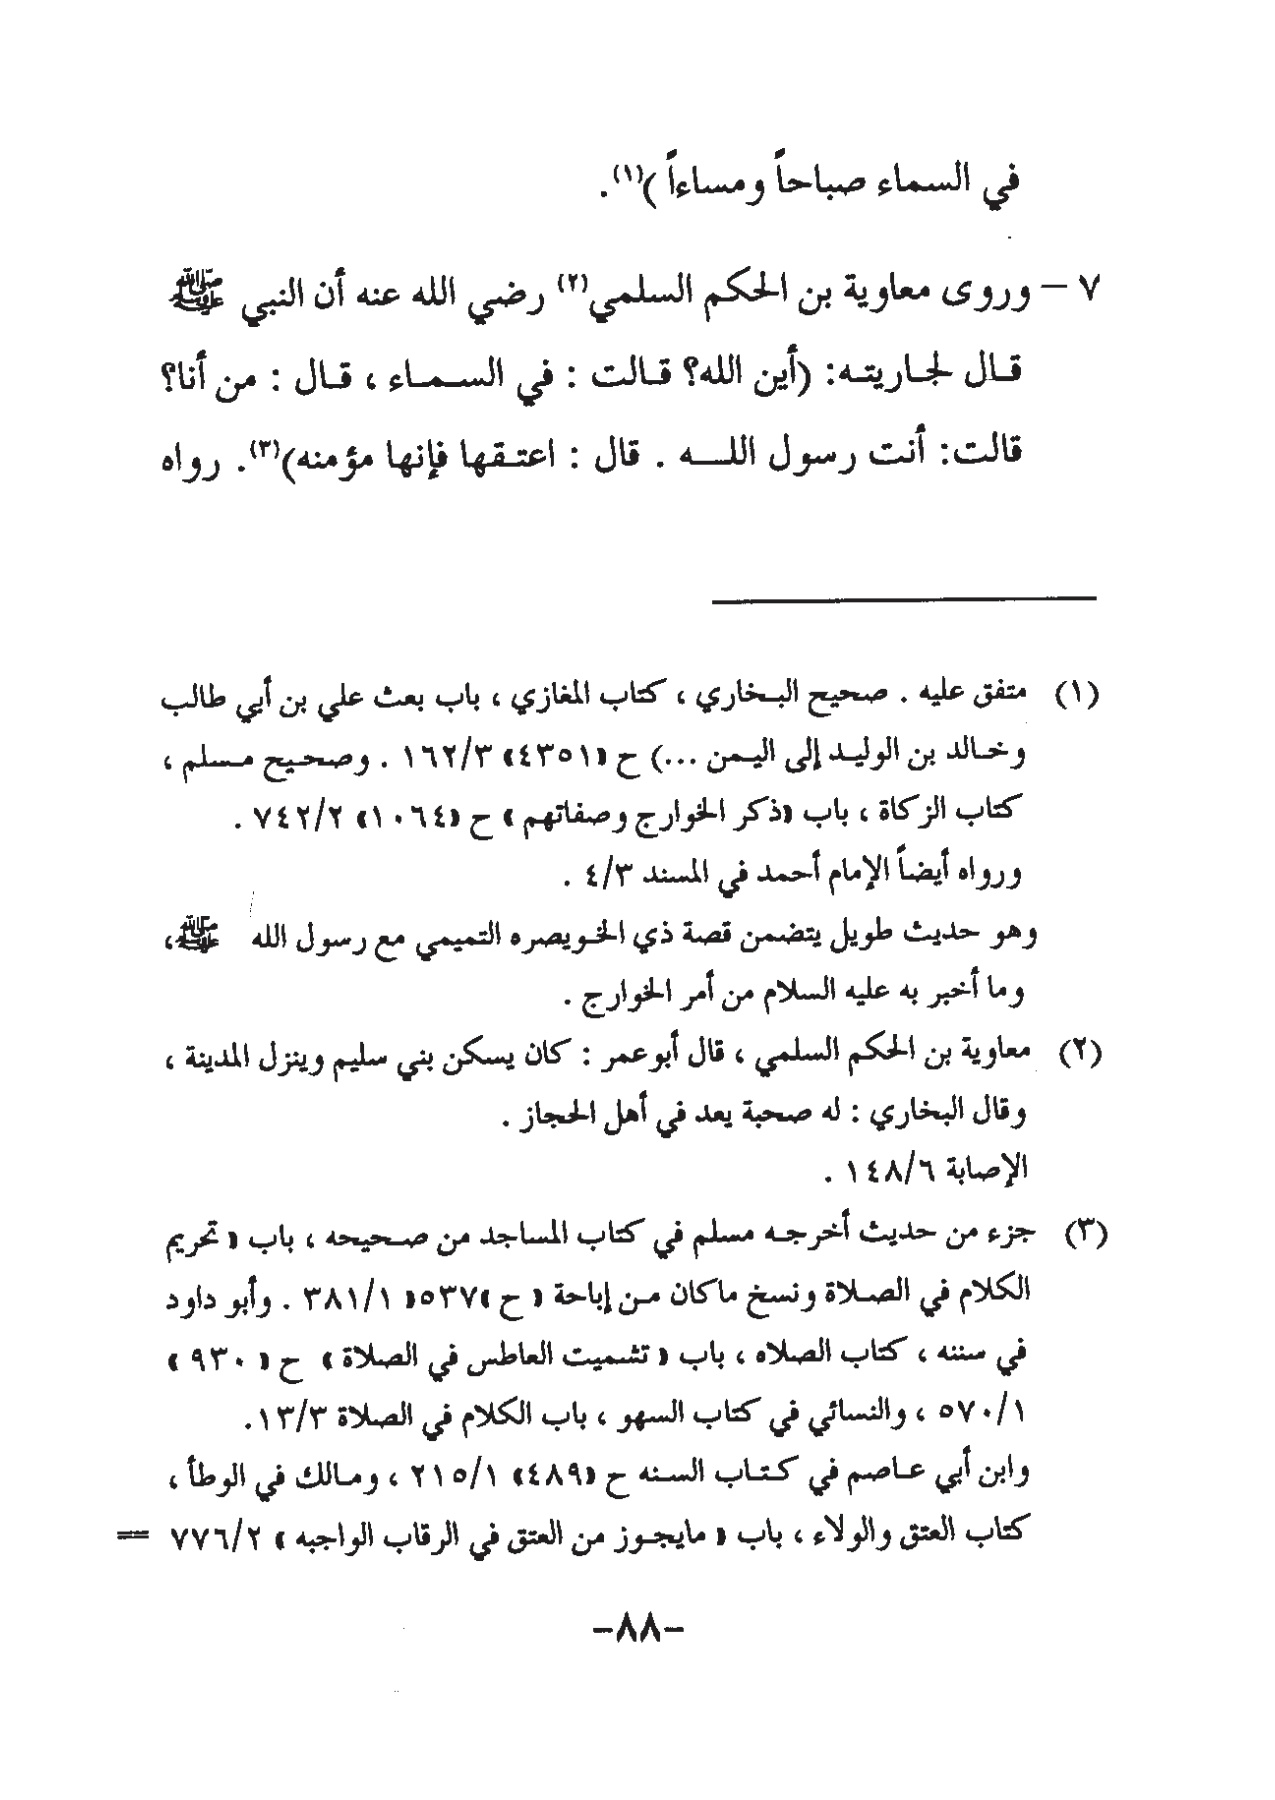 في السماء صباحاً ومساءاً )(١).
٧ – وروى معاوية بن الحكم السلمي(٢) رضي الله عنه أن النبي ﷺ
قال لجاريته: (أين الله؟ قالت : في السماء ، قال : من أنا؟
قالت: أنت رسول الله . قال : اعتقها فإنها مؤمنه)(٣). رواه
(١) متفق عليه . صحيح البخاري ، كتاب المغازي ، باب بعث علي بن أبي طالب
وخالد بن الوليد إلى اليمن ...) ح «٤٣٥١» ١٦٢/٣ . وصحيح مسلم ،
كتاب الزكاة ، باب «ذكر الخوارج وصفاتهم » ح «١٠٦٤» ٧٤٢/٢ .
ورواه أيضاً الإمام أحمد في المسند ٤/٣ .
وهو حديث طويل يتضمن قصة ذي الخويصره التميمي مع رسول الله ﷺ،
وما أخبر به عليه السلام من أمر الخوارج .
(٢) معاوية بن الحكم السلمي ، قال أبوعمر : كان يسكن بني سليم وينزل المدينة ،
وقال البخاري : له صحبة يعد في أهل الحجاز .
الإصابة ١٤٨/٦ .
(٣) جزء من حديث أخرجه مسلم في كتاب المساجد من صحيحه ، باب « تحريم
الكلام في الصلاة ونسخ ماكان من إباحة « ح »٥٣٧« ٣٨١/١ . وأبو داود
في سننه ، كتاب الصلاه ، باب « تشميت العاطس في الصلاة » ح « ٩٣٠ »
٥٧٠/١ ، والنسائي في كتاب السهو ، باب الكلام في الصلاة ١٣/٣.
وابن أبي عاصم في كتاب السنه ح «٤٨٩» ٢١٥/١ ، ومالك في الوطأ ،
كتاب العتق والولاء ، باب « مايجوز من العتق في الرقاب الواجبه » ٧٧٦/٢ =
-٨٨-